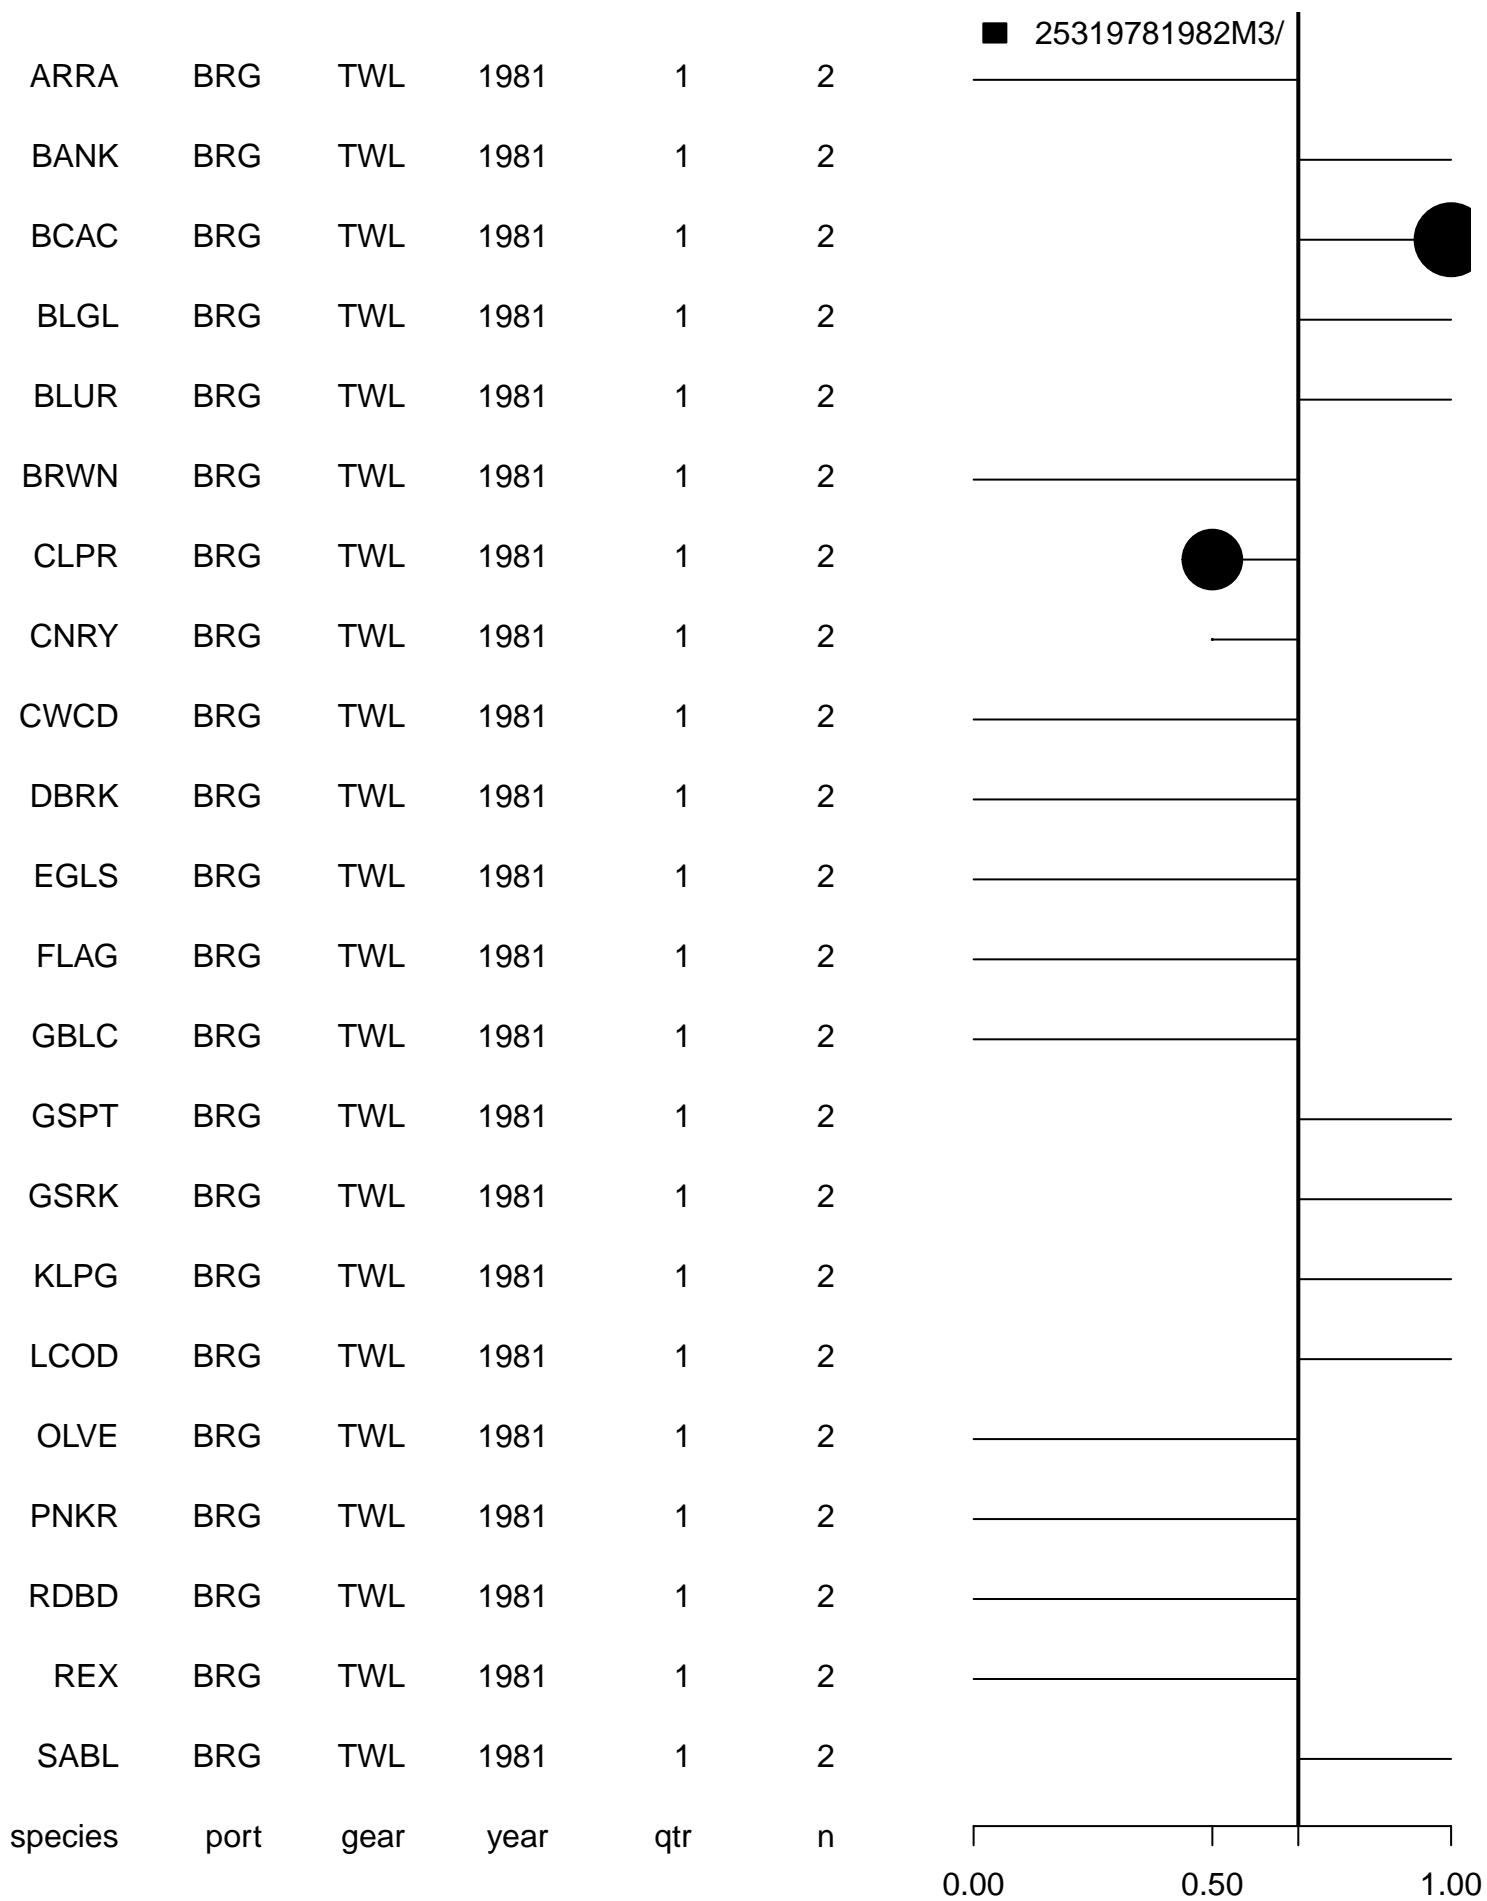 25319781982M3/
ARRA BRG TWL 1981 1 2
BANK BRG TWL 1981 1 2
BCAC BRG TWL 1981 1 2
BLGL BRG TWL 1981 1 2
BLUR BRG TWL 1981 1 2
BRWN BRG TWL 1981 1 2
CLPR BRG TWL 1981 1 2
CNRY BRG TWL 1981 1 2
CWCD BRG TWL 1981 1 2
DBRK BRG TWL 1981 1 2
EGLS BRG TWL 1981 1 2
FLAG BRG TWL 1981 1 2
GBLC BRG TWL 1981 1 2
GSPT BRG TWL 1981 1 2
GSRK BRG TWL 1981 1 2
KLPG BRG TWL 1981 1 2
LCOD BRG TWL 1981 1 2
OLVE BRG TWL 1981 1 2
PNKR BRG TWL 1981 1 2
RDBD BRG TWL 1981 1 2
REX BRG TWL 1981 1 2
SABL BRG TWL 1981 1 2
species port gear year qtr n
0.00 0.50 1.00